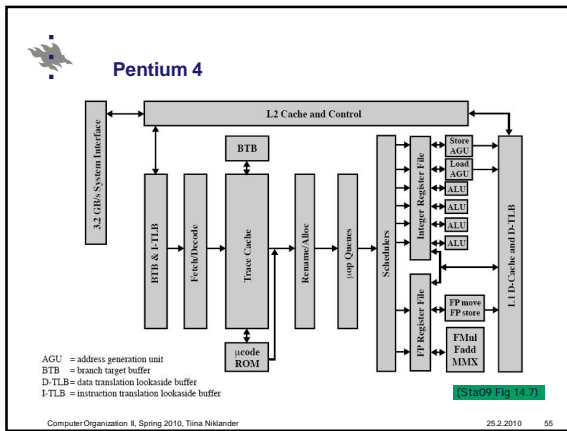 Pentium 4
3.2 GB/s System Interface
L2 Cache and Control
BTB
BTB & I-TLB
Fetch/Decode
Trace Cache
µcode
ROM
Rename/Alloc
µop Queues
Schedulers
Integer Register File
FP Register File
Store
AGU
Load
AGU
ALU
ALU
ALU
ALU
FP move
FP store
FMul
Fadd
MMX
L1 D-Cache and D-TLB
AGU = address generation unit
BTB = branch target buffer
D-TLB = data translation lookaside buffer
I-TLB = instruction translation lookaside buffer
(Sta09 Fig 14.7)
Computer Organization II, Spring 2010, Tiina Niklander
25.2.2010 55